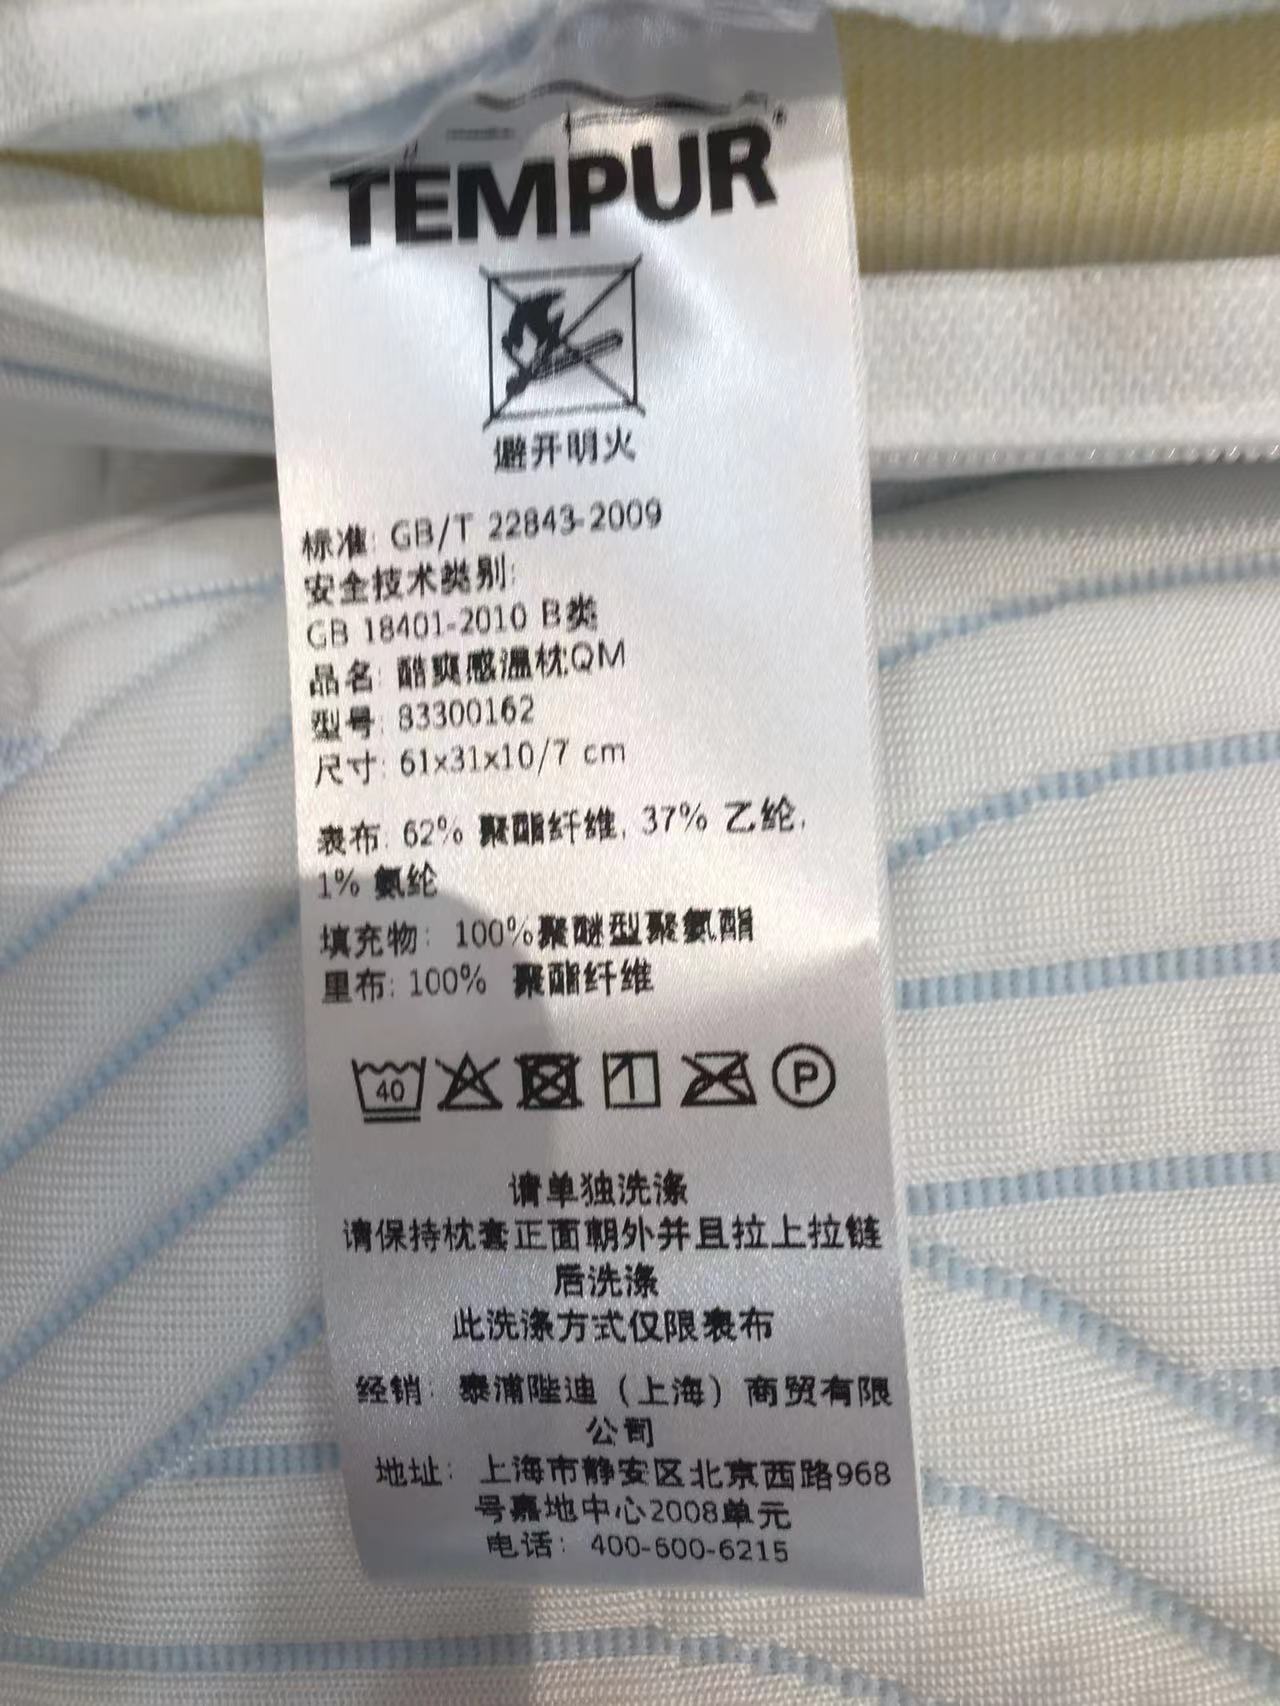 TEMPUR®
避开明火
标准: GB/T 22843-2009
安全技术类别:
GB 18401-2010 B类
品名: 酷爽感温枕QM
型号: 83300162
尺寸: 61x31x10/7 cm
表布: 62% 聚酯纤维, 37% 乙纶,
1% 氨纶
填充物: 100%聚醚型聚氨酯
里布: 100% 聚酯纤维
40 P
请单独洗涤
请保持枕套正面朝外并且拉上拉链
后洗涤
此洗涤方式仅限表布
经销: 泰浦陛迪（上海）商贸有限
公司
地址: 上海市静安区北京西路968
号嘉地中心2008单元
电话: 400-600-6215